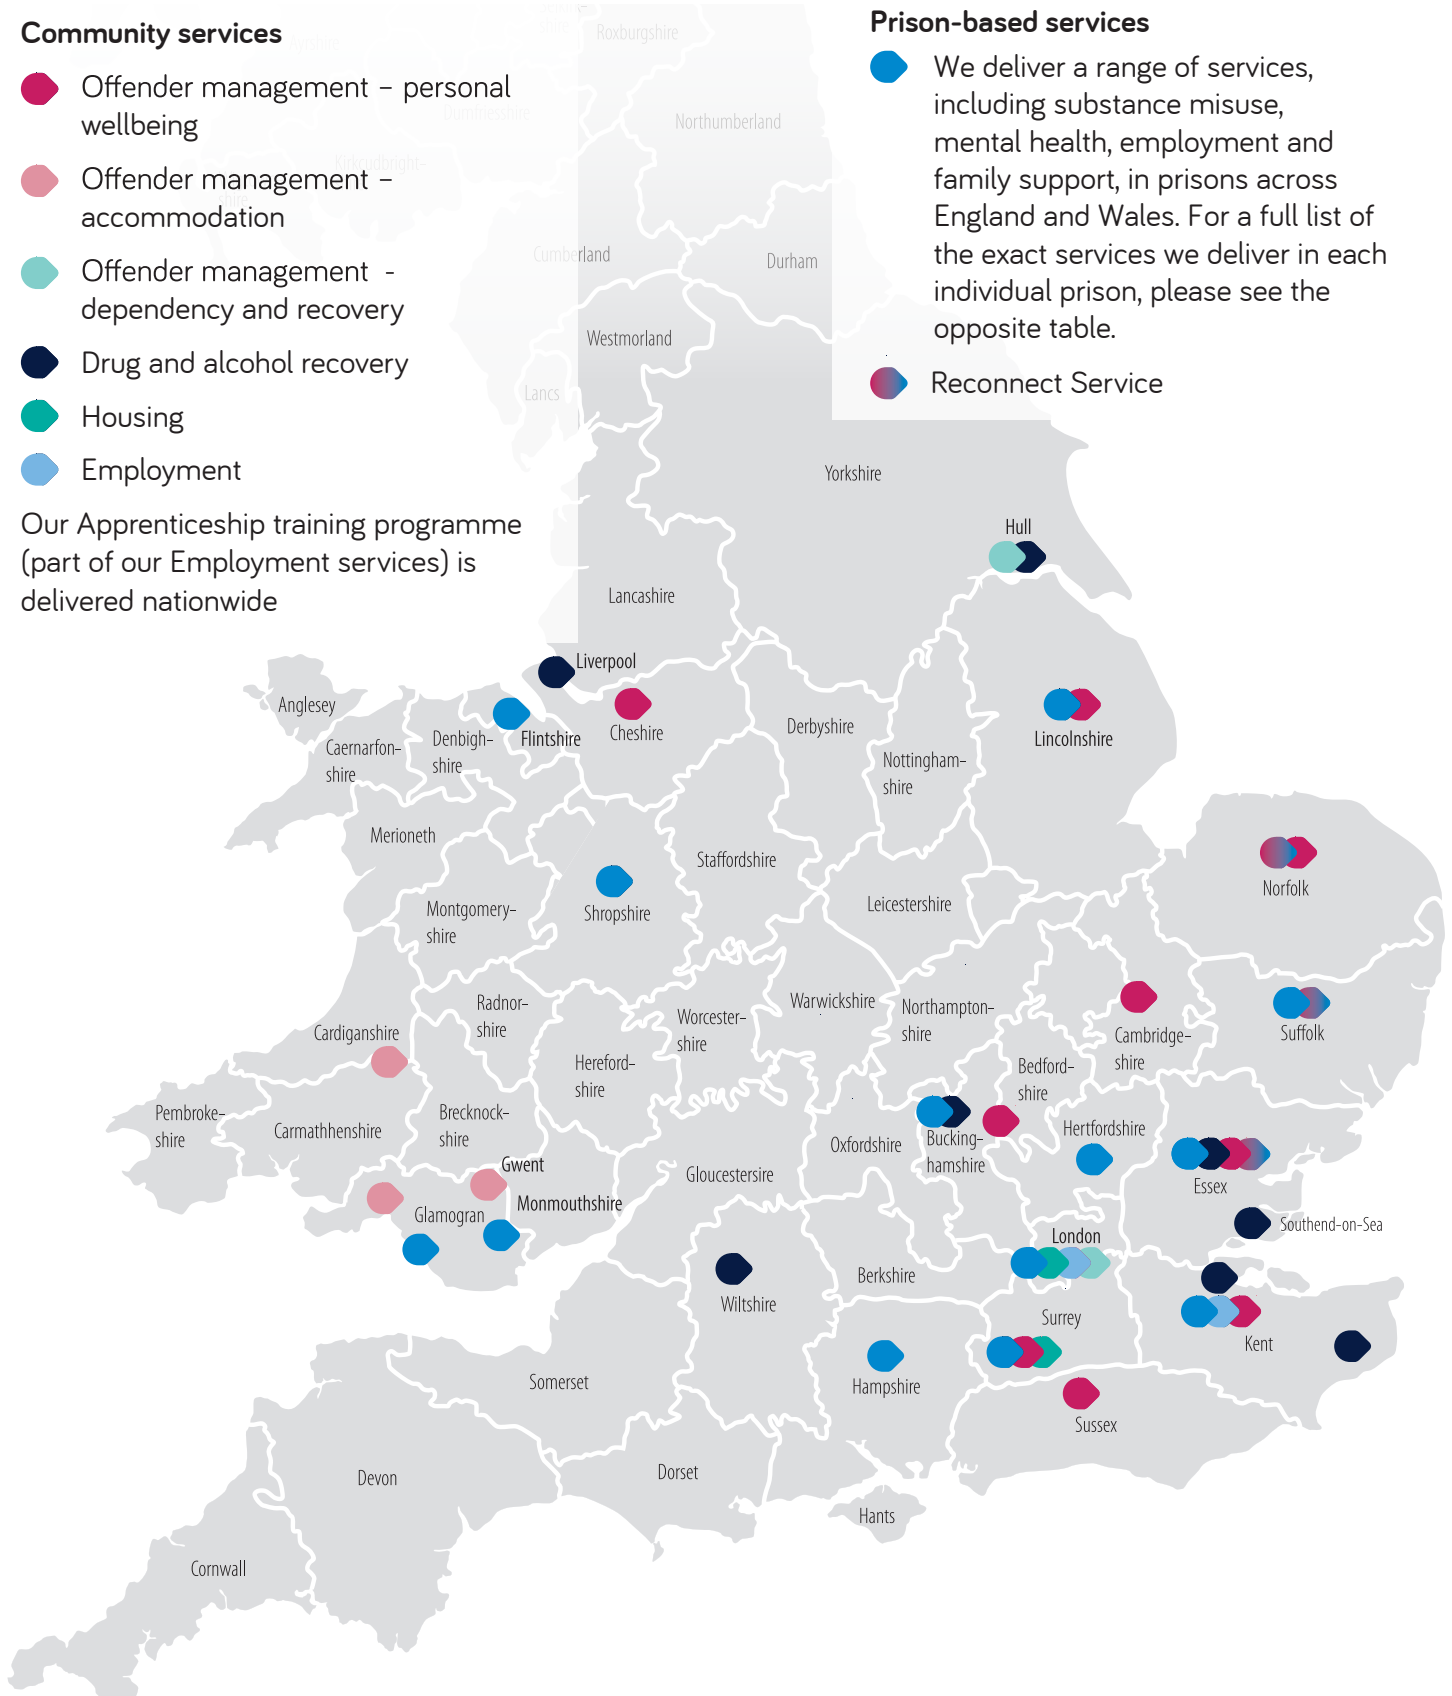 Community services
Offender management – personal
wellbeing
Offender management –
accommodation
Offender management -
dependency and recovery
Drug and alcohol recovery
Housing
Employment
Our Apprenticeship training programme
(part of our Employment services) is
delivered nationwide
Prison-based services
We deliver a range of services,
including substance misuse,
mental health, employment and
family support, in prisons across
England and Wales. For a full list of
the exact services we deliver in each
individual prison, please see the
opposite table.
Reconnect Service
Ayrshire
Roxburgshire
Dumfriesshire
Northumberland
Kirkcudbright-
shire
Cumberland
Durham
Westmorland
Lancs
Yorkshire
Hull
Lancashire
Liverpool
Anglesey
Caernarfon-
shire
Denbigh-
shire
Flintshire
Cheshire
Derbyshire
Nottingham-
shire
Lincolnshire
Merioneth
Staffordshire
Norfolk
Montgomery-
shire
Shropshire
Leicestershire
Radnor-
shire
Cardiganshire
Hereford-
shire
Worcester-
shire
Warwickshire
Northampton-
shire
Cambridge-
shire
Suffolk
Bedford-
shire
Pembroke-
shire
Carmathhenshire
Brecknock-
shire
Gwent
Monmouthshire
Glamogran
Gloucestersire
Oxfordshire
Bucking-
hamshire
Hertfordshire
Essex
Southend-on-Sea
London
Wiltshire
Berkshire
Surrey
Kent
Somerset
Hampshire
Sussex
Devon
Dorset
Hants
Cornwall